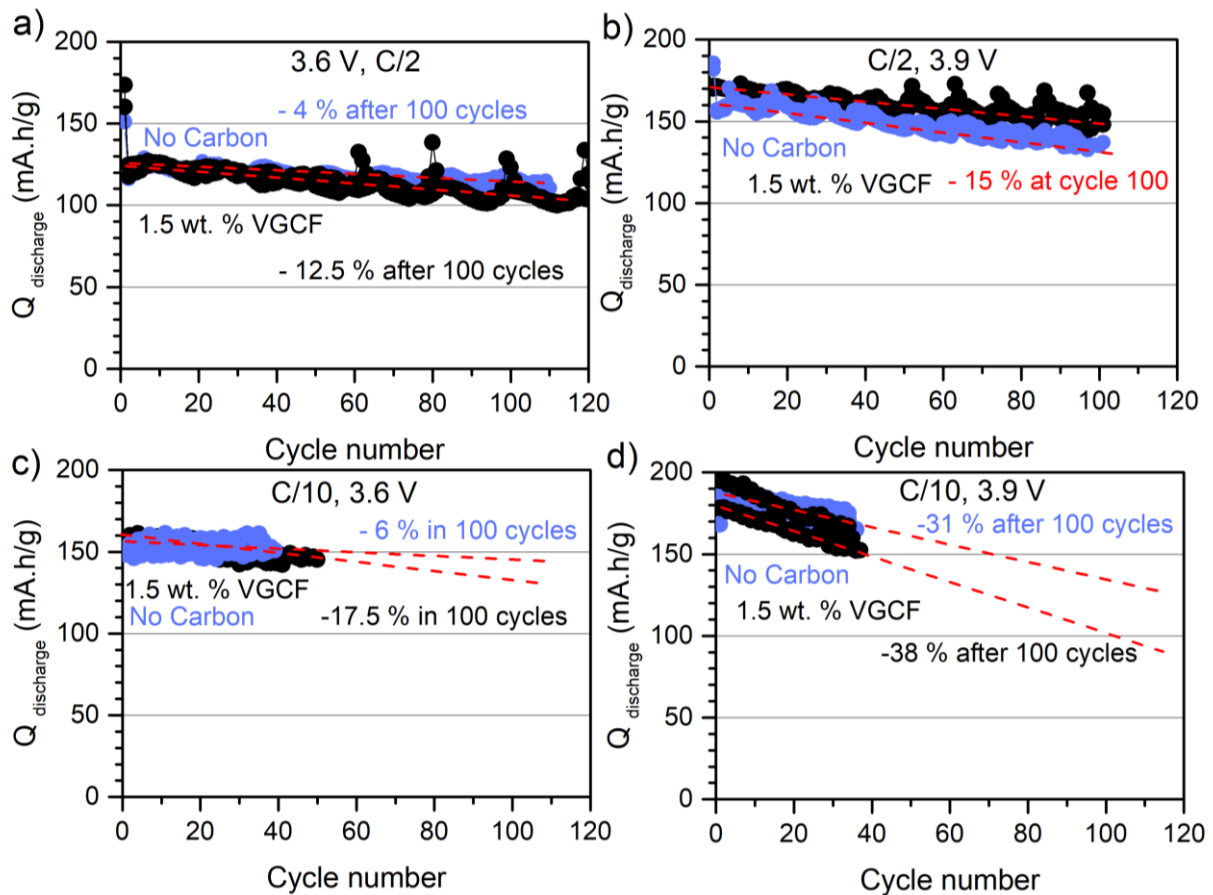 a)
3.6 V, C/2
- 4 % after 100 cycles
No Carbon
1.5 wt. % VGCF
- 12.5 % after 100 cycles
Q discharge (mA.h/g)
200
150
100
50
0
0 20 40 60 80 100 120
Cycle number
b)
C/2, 3.9 V
No Carbon
1.5 wt. % VGCF
- 15 % at cycle 100
Q discharge (mA.h/g)
200
150
100
50
0
0 20 40 60 80 100 120
Cycle number
c)
C/10, 3.6 V
- 6 % in 100 cycles
1.5 wt. % VGCF
No Carbon
-17.5 % in 100 cycles
Q discharge (mA.h/g)
200
150
100
50
0
0 20 40 60 80 100 120
Cycle number
d)
C/10, 3.9 V
-31 % after 100 cycles
No Carbon
1.5 wt. % VGCF
-38 % after 100 cycles
Q discharge (mA.h/g)
200
150
100
50
0
0 20 40 60 80 100 120
Cycle number